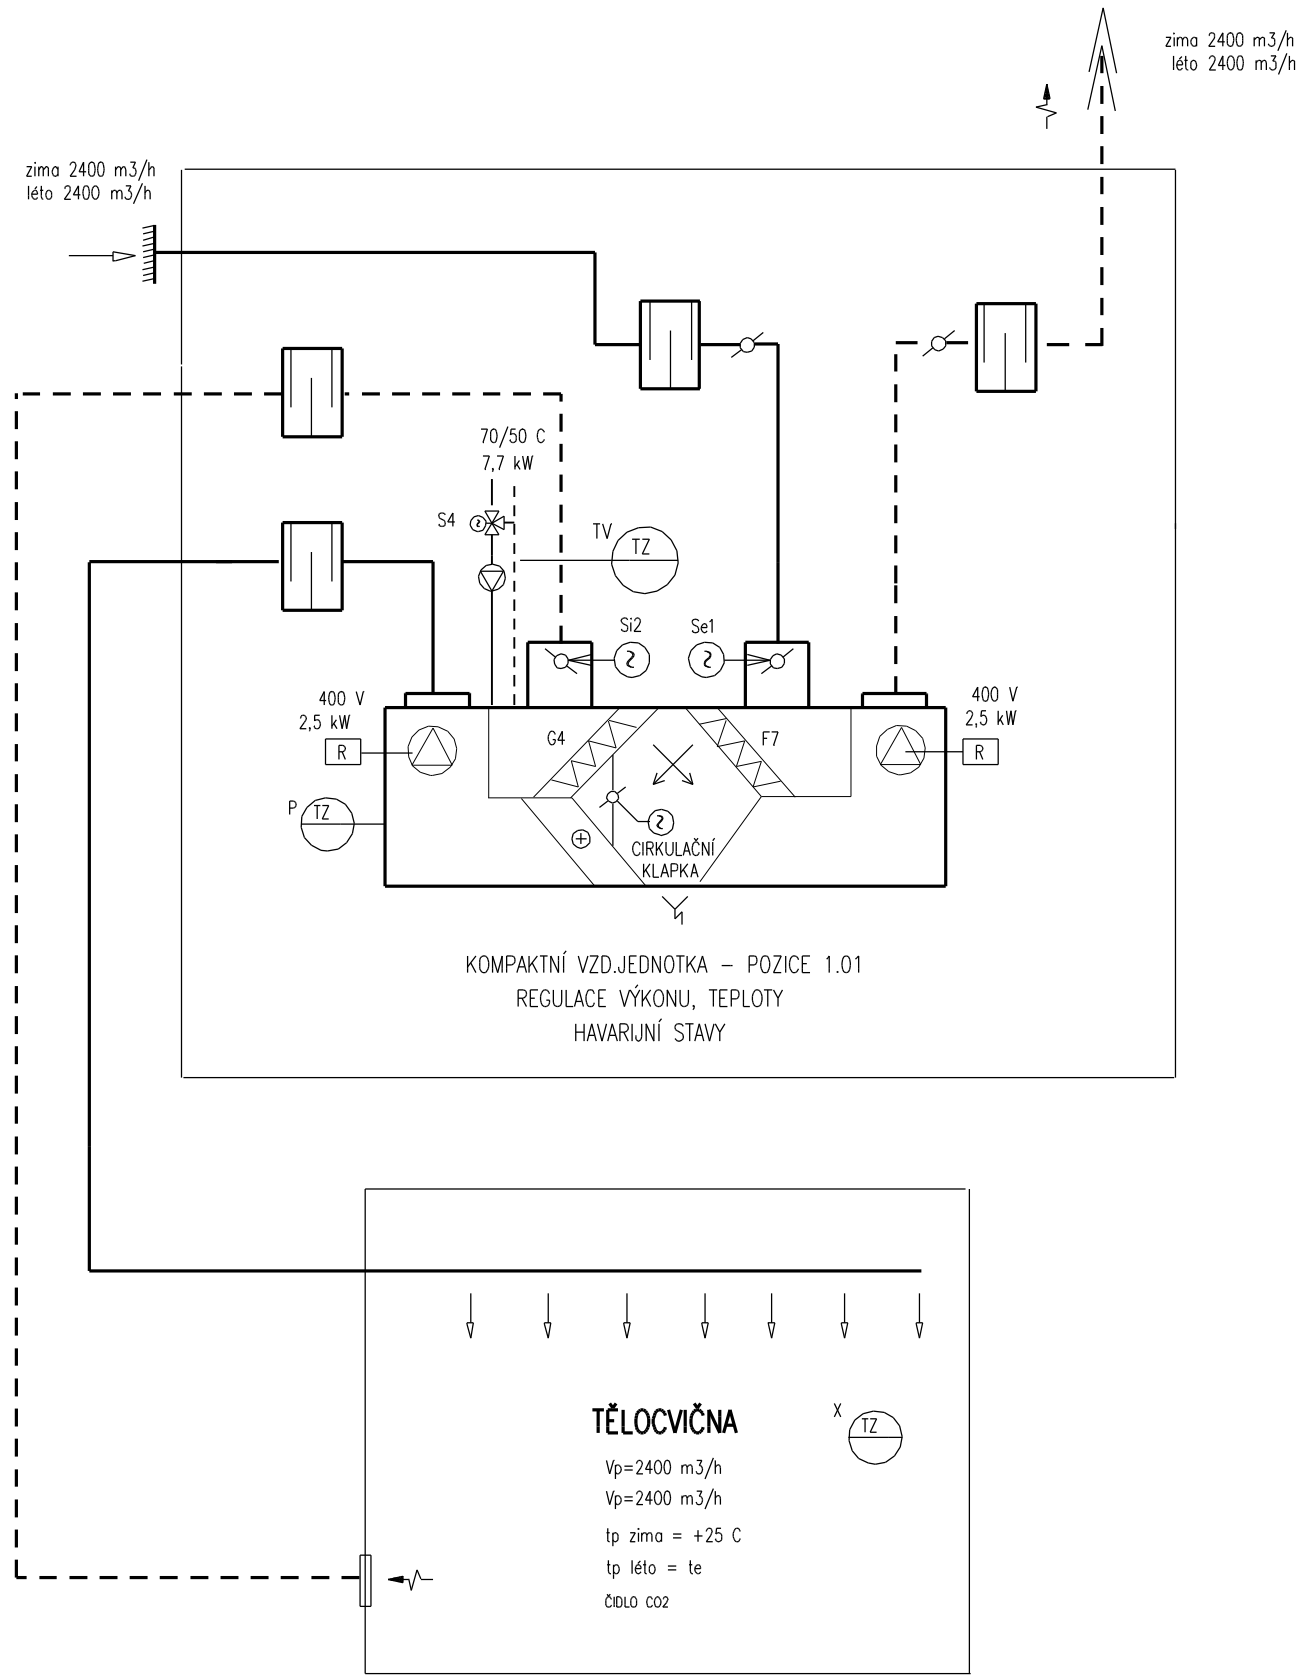 zima 2400 m3/h
léto 2400 m3/h
zima 2400 m3/h
léto 2400 m3/h
70/50 C
7,7 kW
S4
TV
TZ
Si2
Se1
400 V
2,5 kW
R
G4
F7
400 V
2,5 kW
R
P
TZ
CIRKULAČNÍ
KLAPKA
KOMPAKTNÍ VZD.JEDNOTKA – POZICE 1.01
REGULACE VÝKONU, TEPLOTY
HAVARIJNÍ STAVY
TĚLOCVIČNA
X
TZ
Vp=2400 m3/h
Vp=2400 m3/h
tp zima = +25 C
tp léto = te
ČIDLO CO2